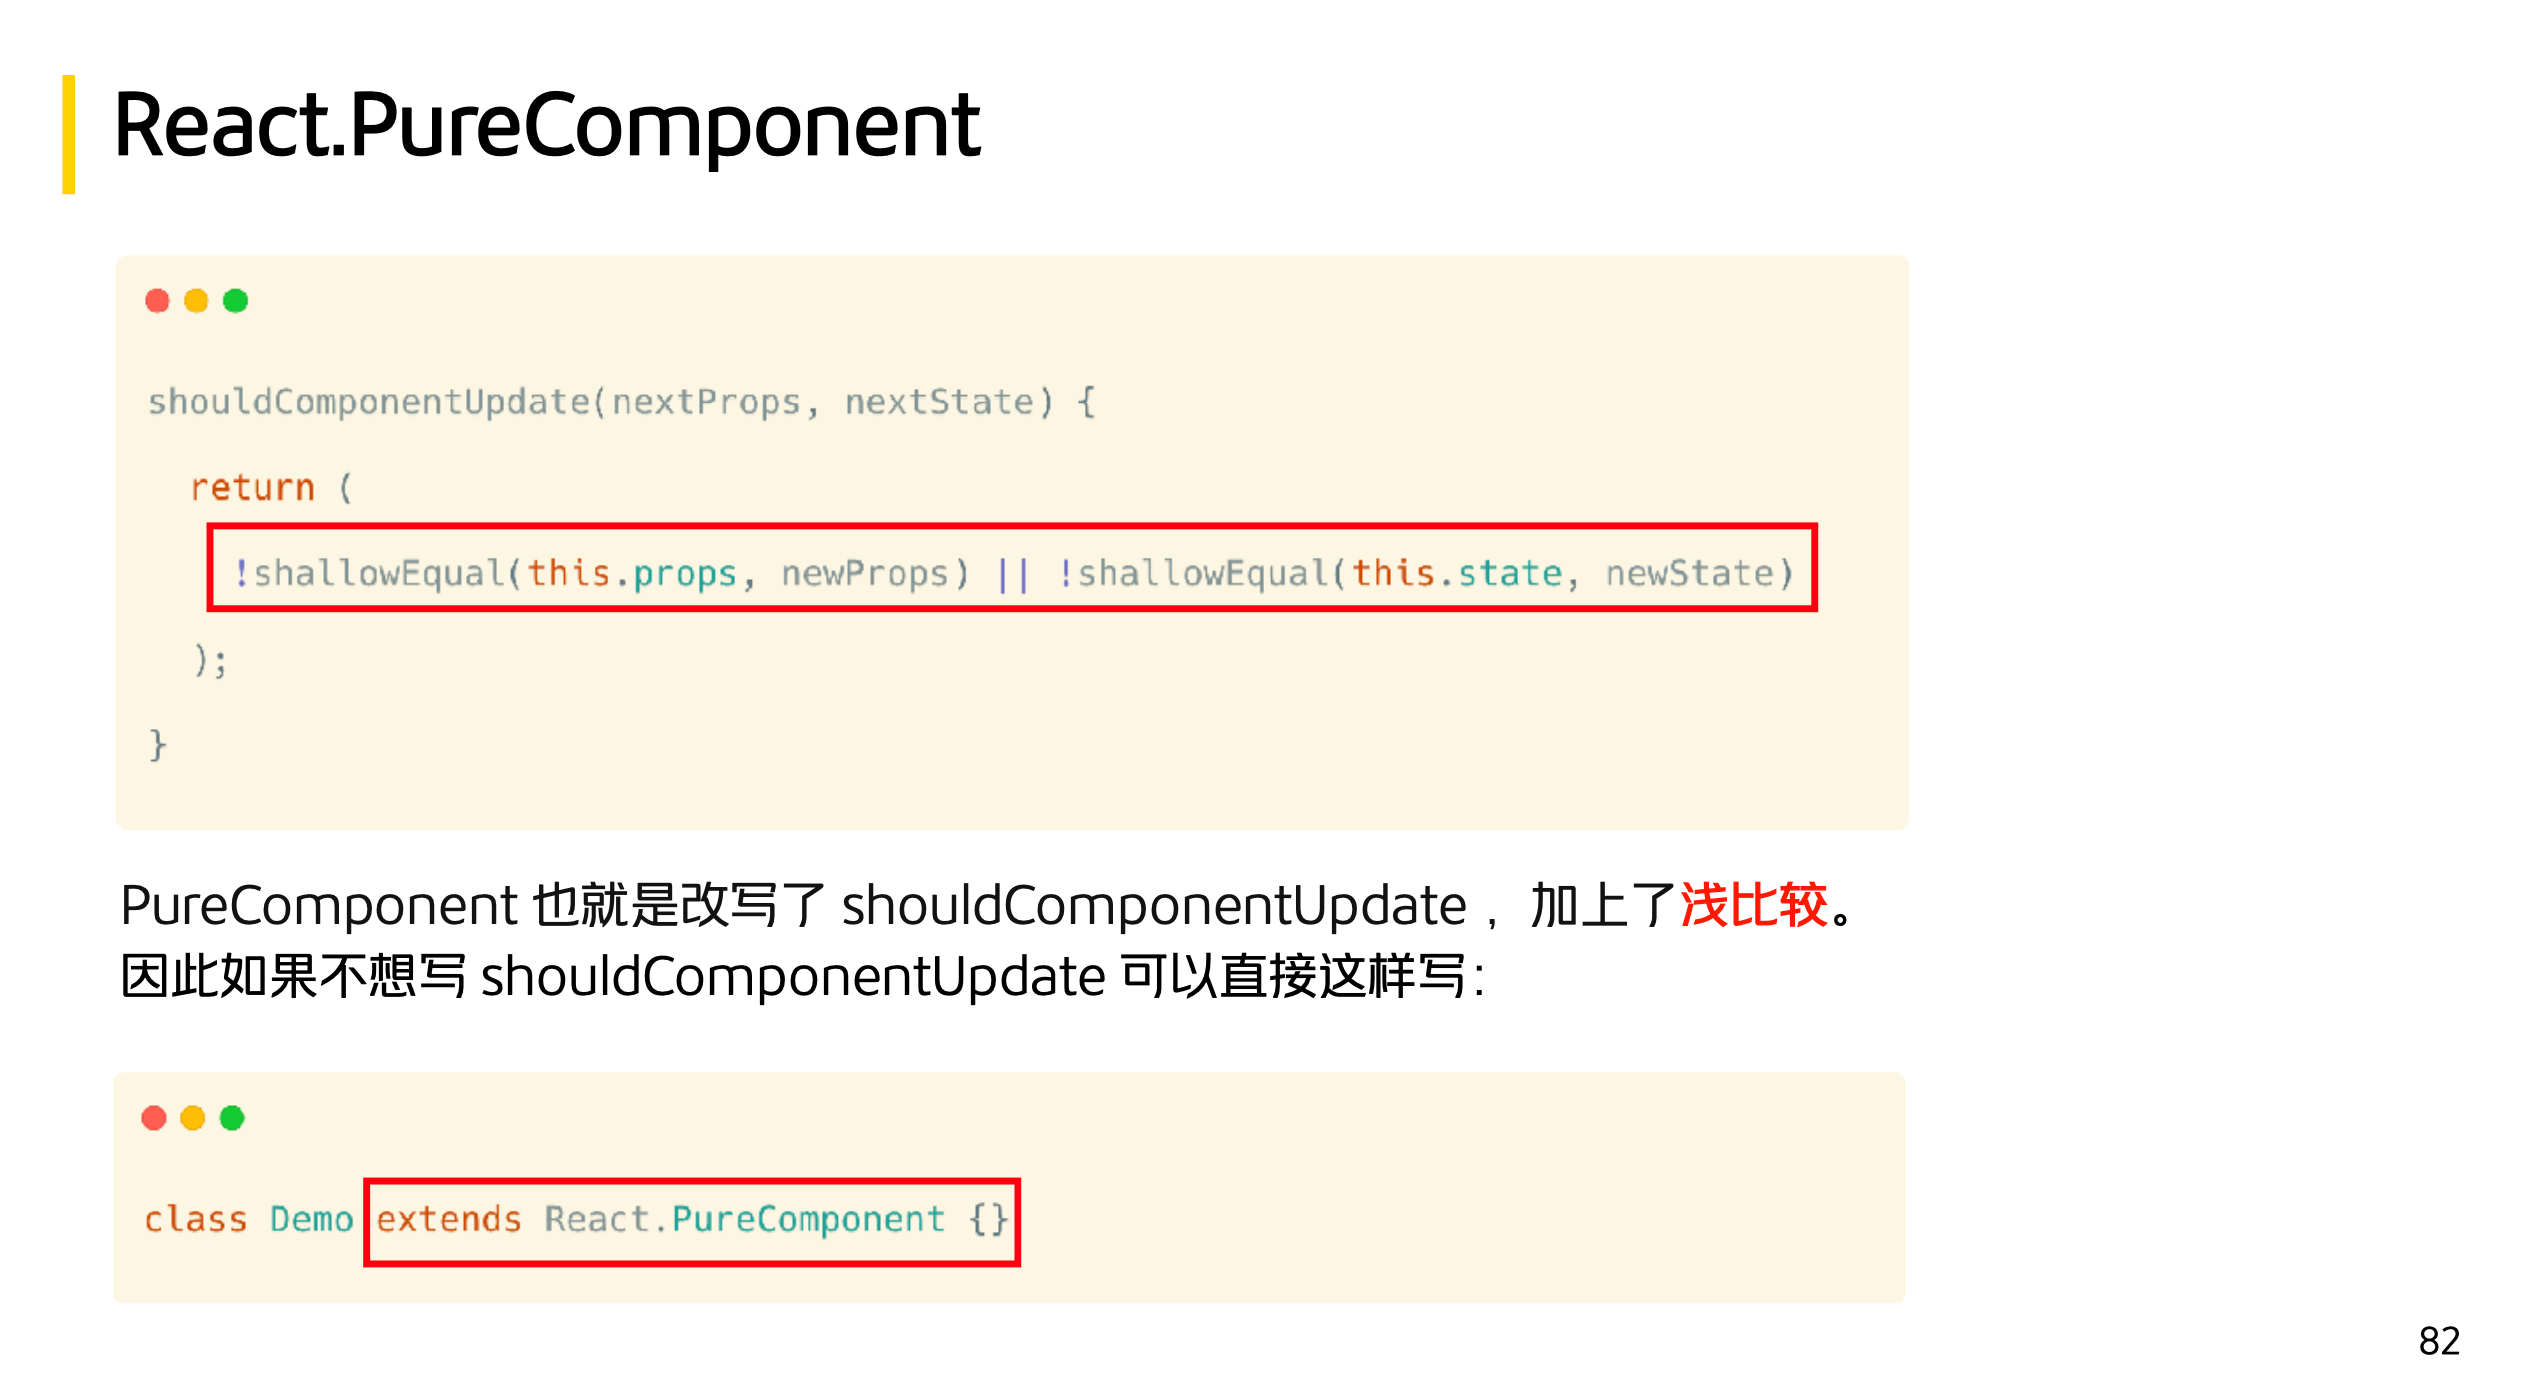 React.PureComponent
shouldComponentUpdate(nextProps, nextState) {
return (
!shallowEqual(this.props, newProps) || !shallowEqual(this.state, newState)
);
}
PureComponent 也就是改写了 shouldComponentUpdate ，加上了浅比较。
因此如果不想写 shouldComponentUpdate 可以直接这样写：
class Demo extends React.PureComponent {}
82